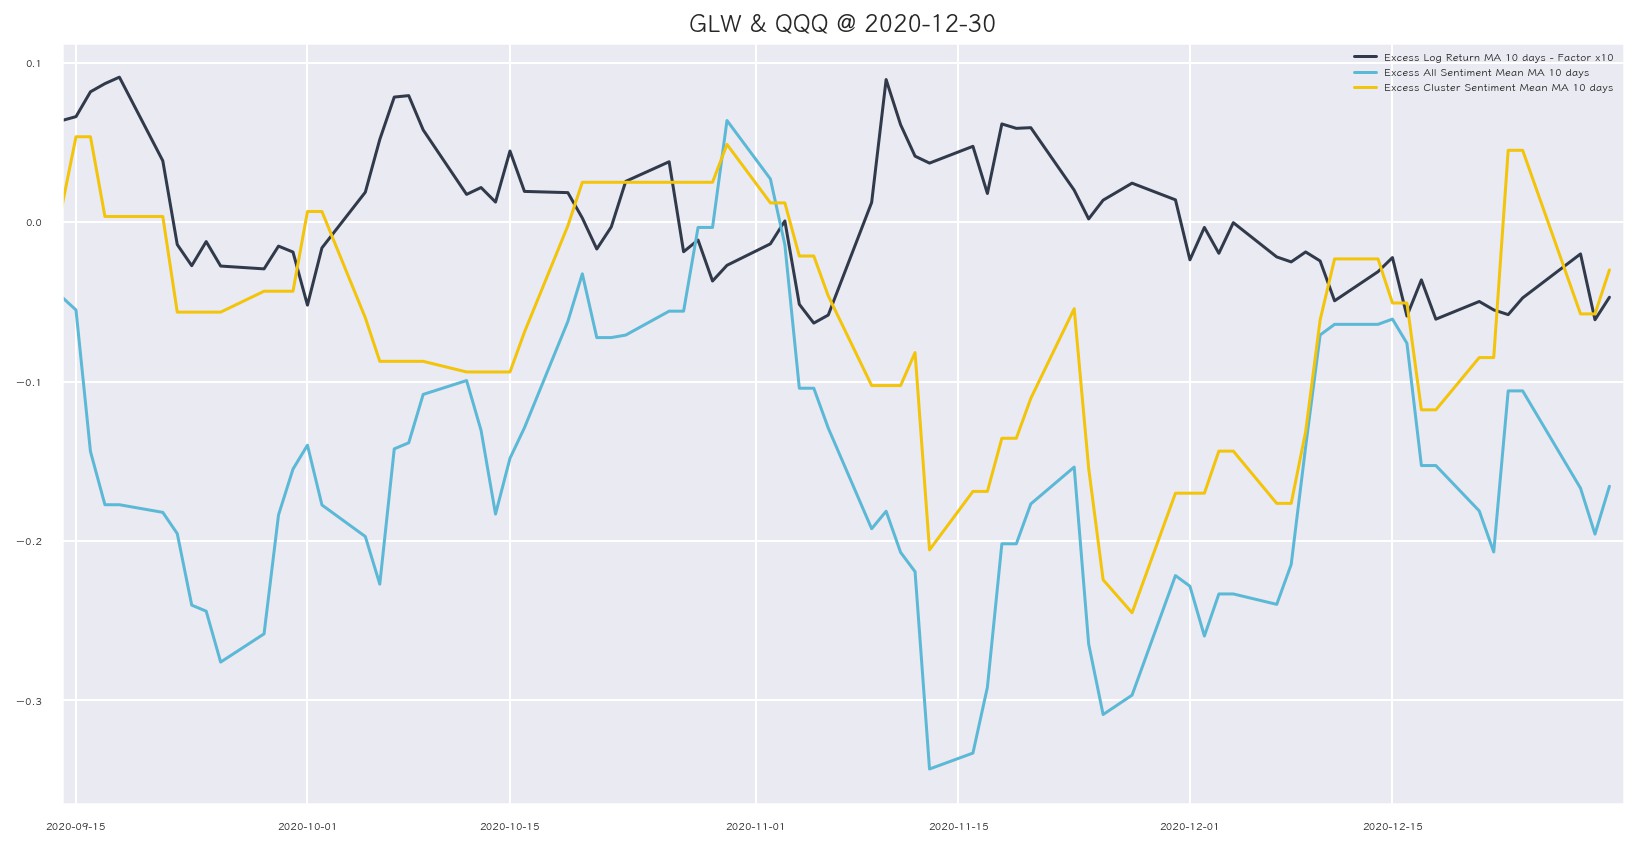 GLW & QQQ @ 2020-12-30
Excess Log Return MA 10 days - Factor x10
Excess All Sentiment Mean MA 10 days
Excess Cluster Sentiment Mean MA 10 days
0.1
0.0
−0.1
−0.2
−0.3
2020-09-15 2020-10-01 2020-10-15 2020-11-01 2020-11-15 2020-12-01 2020-12-15